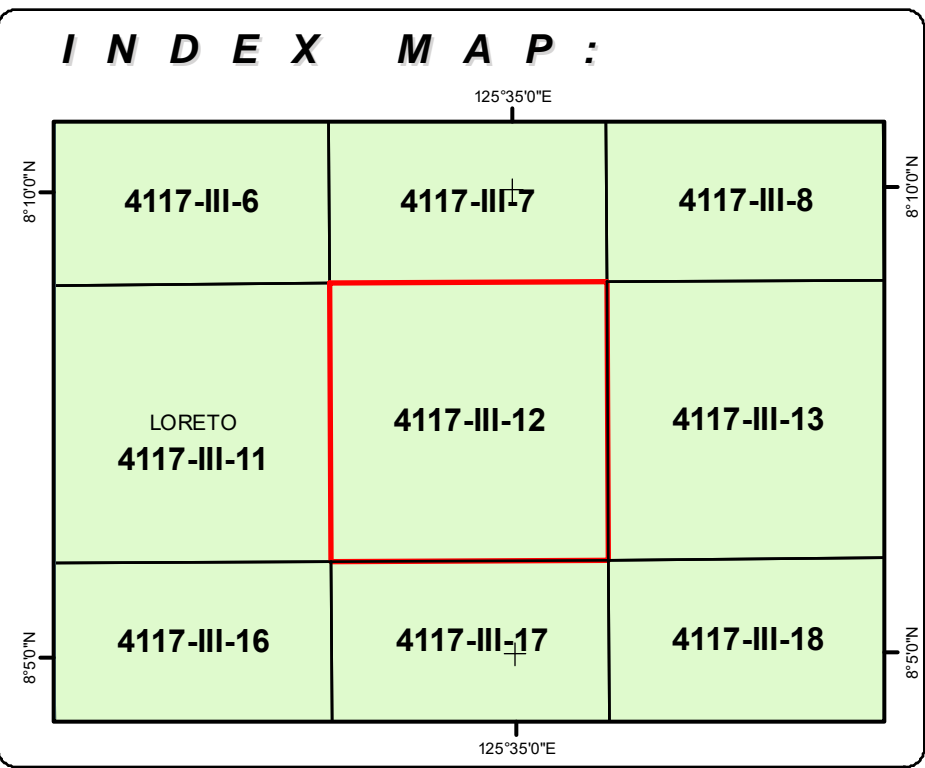 INDEX MAP:
125°35'0"E
8°10'0"N
8°10'0"N
4117-III-6
4117-III-7
4117-III-8
LORETO
4117-III-11
4117-III-12
4117-III-13
4117-III-16
4117-III-17
4117-III-18
8°5'0"N
8°5'0"N
125°35'0"E